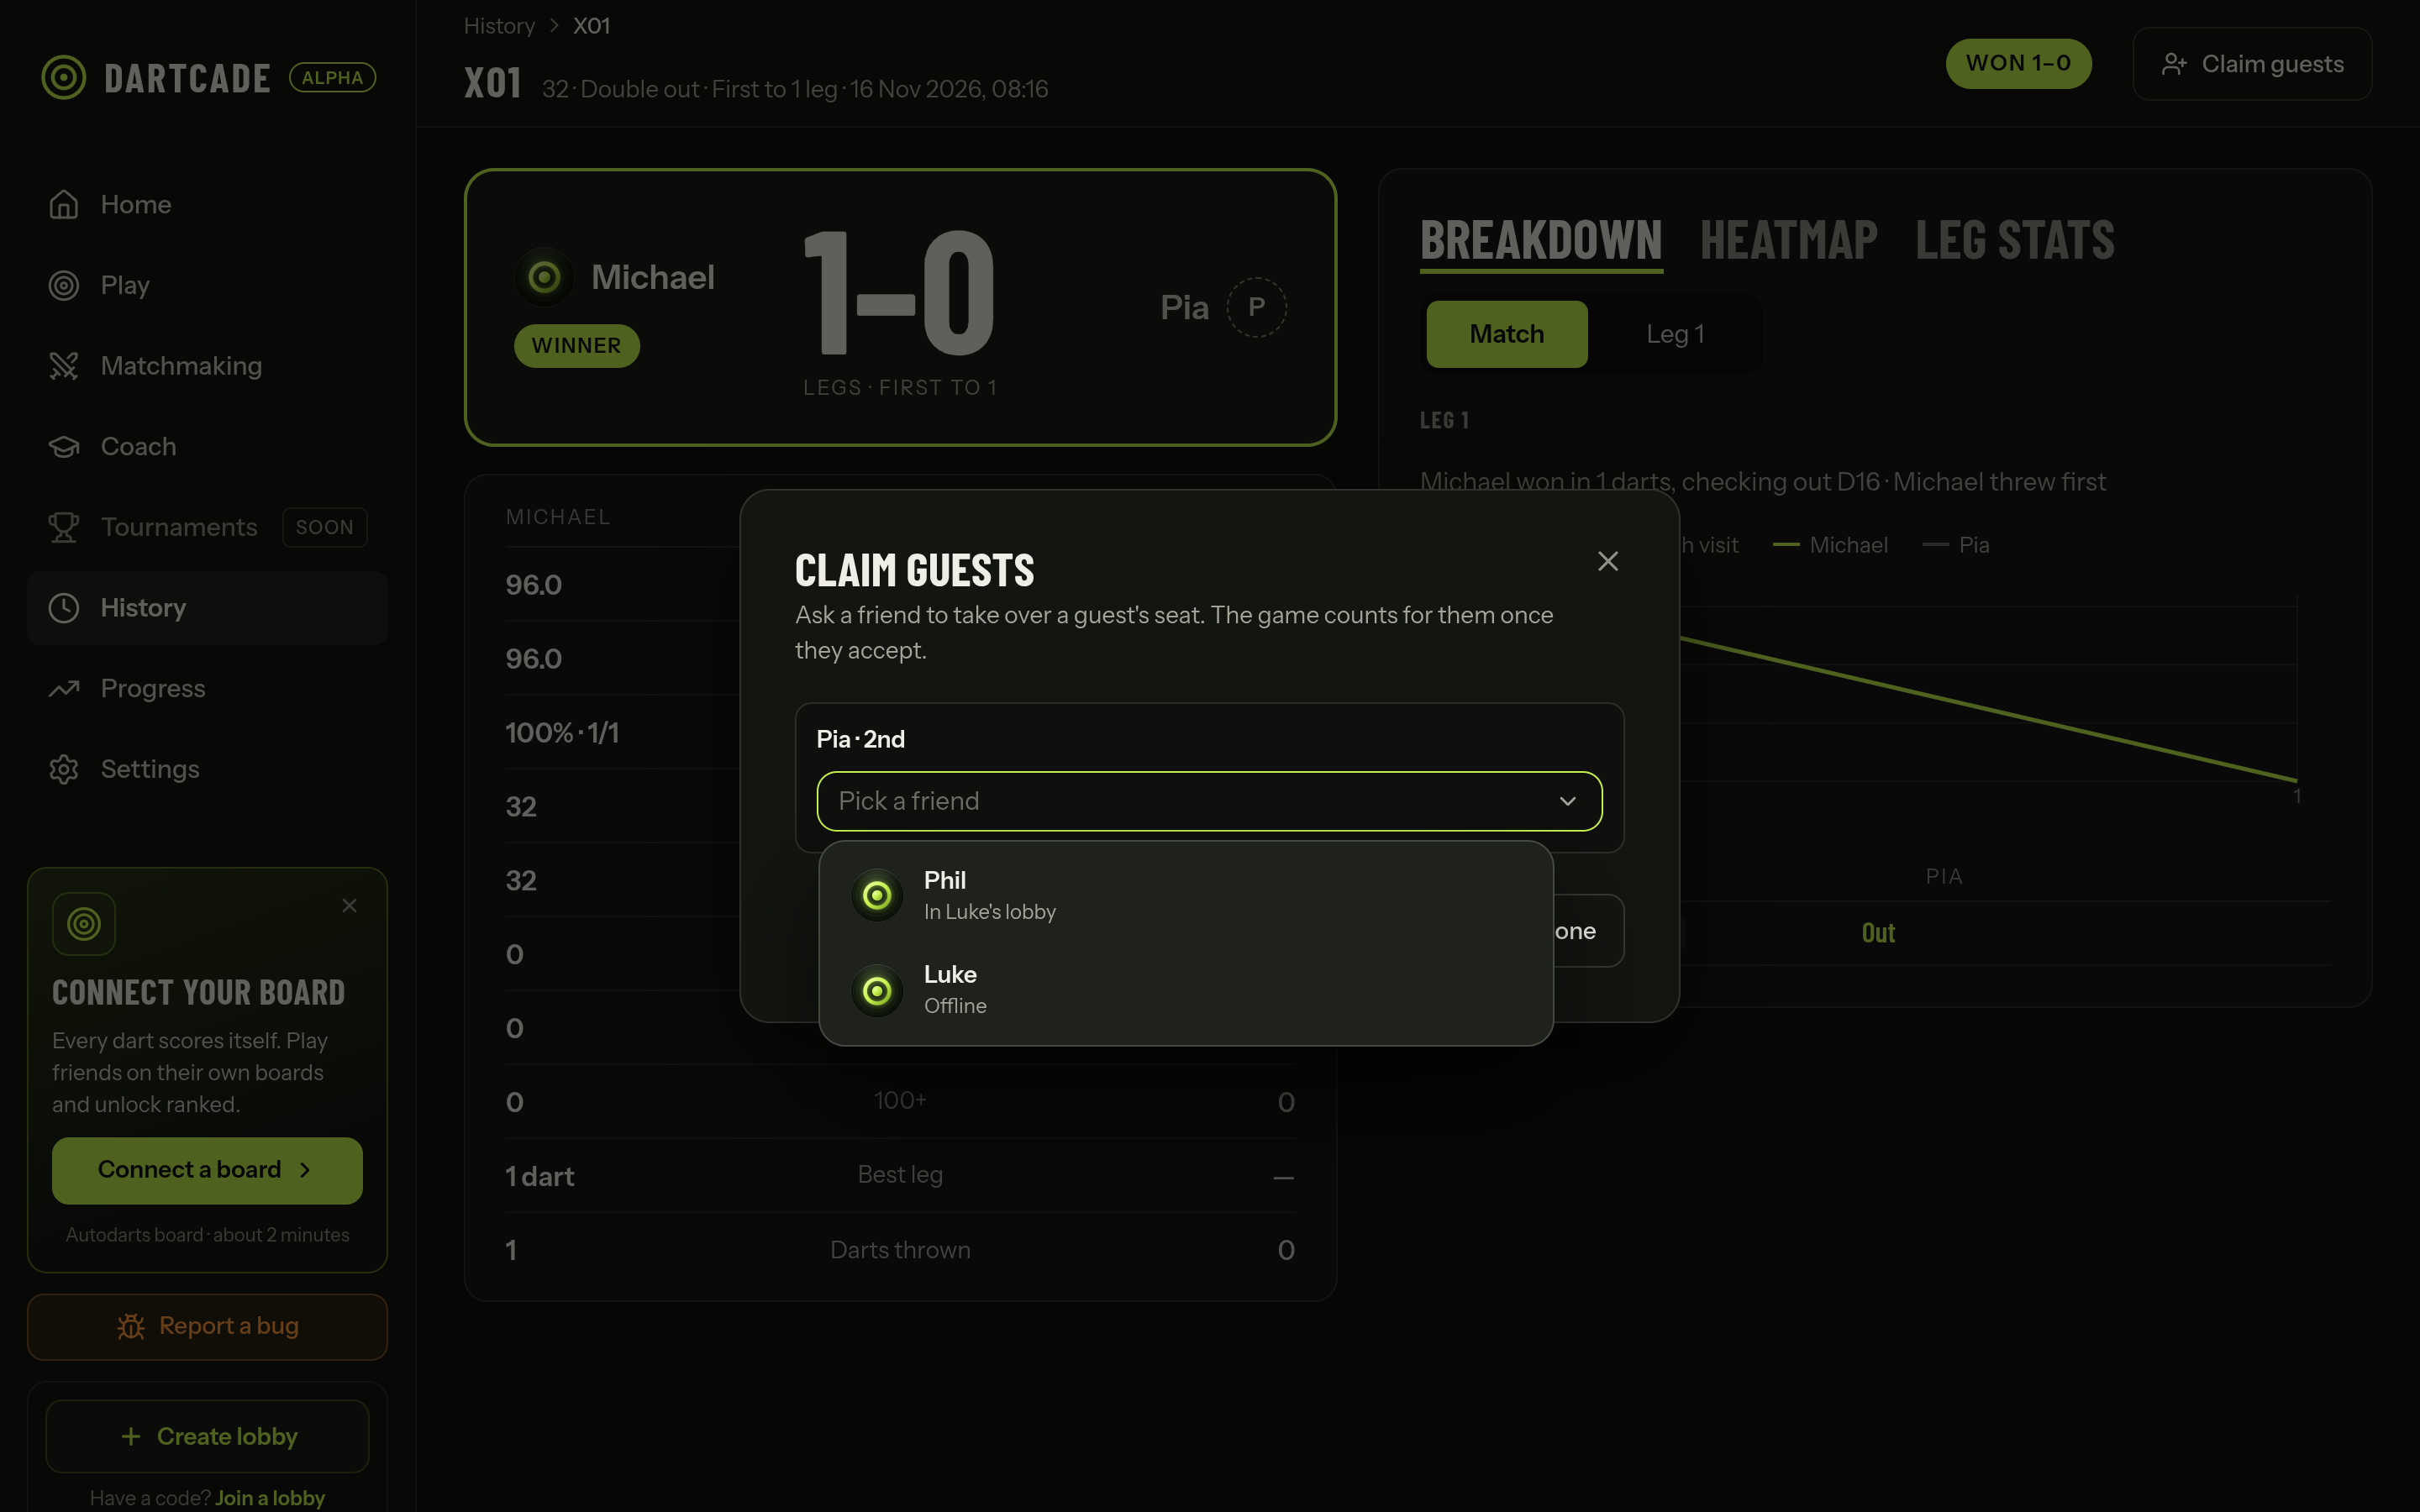 DARTCADE ALPHA
Home
Play
Matchmaking
Coach
Tournaments SOON
History
Progress
Settings
CONNECT YOUR BOARD
Every dart scores itself. Play
friends on their own boards
and unlock ranked.
Connect a board
Autodarts board · about 2 minutes
Report a bug
Create lobby
Have a code? Join a lobby
History > X01
X01 32 · Double out · First to 1 leg · 16 Nov 2026, 08:16
WON 1–0
Claim guests
Michael
WINNER
1–0
LEGS · FIRST TO 1
Pia P
MICHAEL
96.0
96.0
100% · 1/1
32
32
0
0
0 100+ 0
1 dart Best leg —
1 Darts thrown 0
BREAKDOWN HEATMAP LEG STATS
Match Leg 1
LEG 1
Michael won in 1 darts, checking out D16 · Michael threw first
h visit Michael Pia
1
PIA
Out
CLAIM GUESTS
Ask a friend to take over a guest's seat. The game counts for them once
they accept.
Pia · 2nd
Pick a friend
Phil
In Luke's lobby
Luke
Offline
one